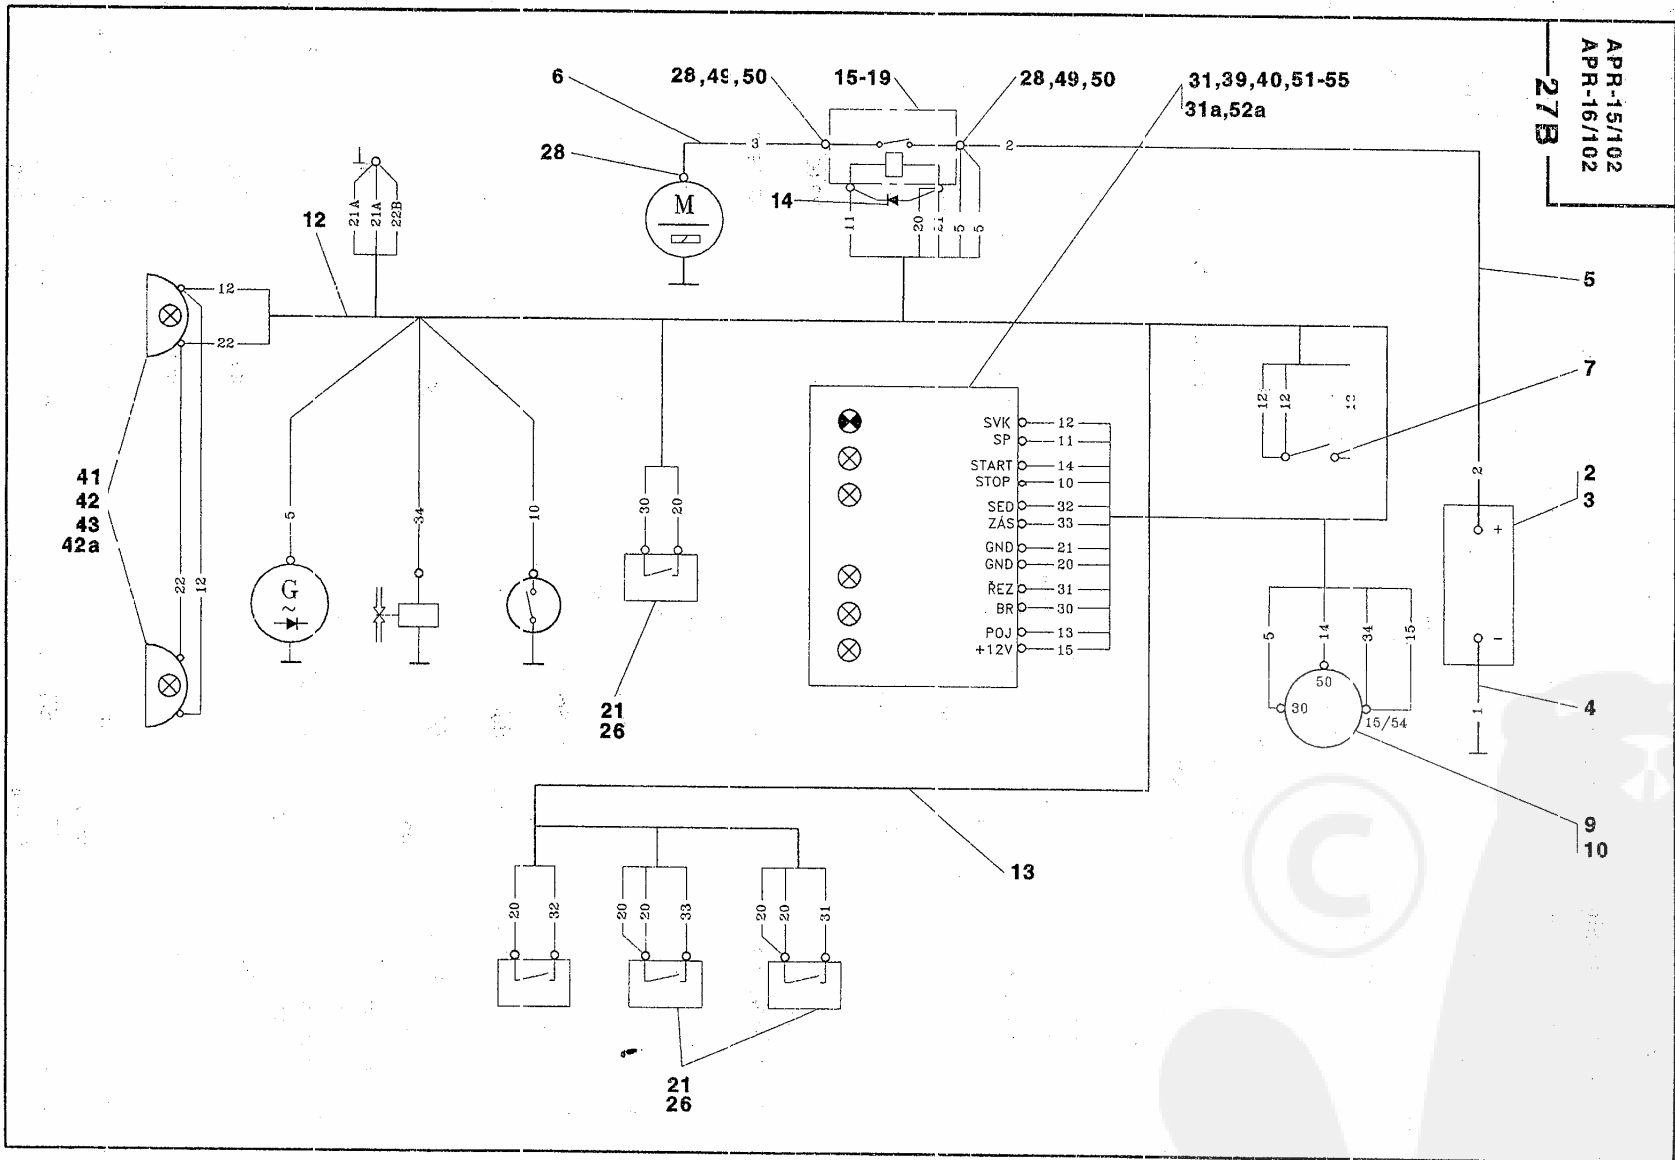 APR-15/102
APR-16/102
27B
6
28,49,50
15-19
28,49,50
31,39,40,51-55
31a,52a
28
3
2
M
14
11
20
21
5
5
12
21A
21A
22B
5
12
22
7
12
12
12
41
42
43
42a
22
12
5
34
10
30
20
G
~
21
26
SVK 12
SP 11
START 14
STOP 10
SED 32
ZÁS 33
GND 21
GND 20
ŘEZ 31
BR 30
POJ 13
+12V 15
2
2
3
+
-
1
4
5
14
34
15
50
30
15/54
9
10
13
20
32
20
20
33
20
20
31
21
26
C